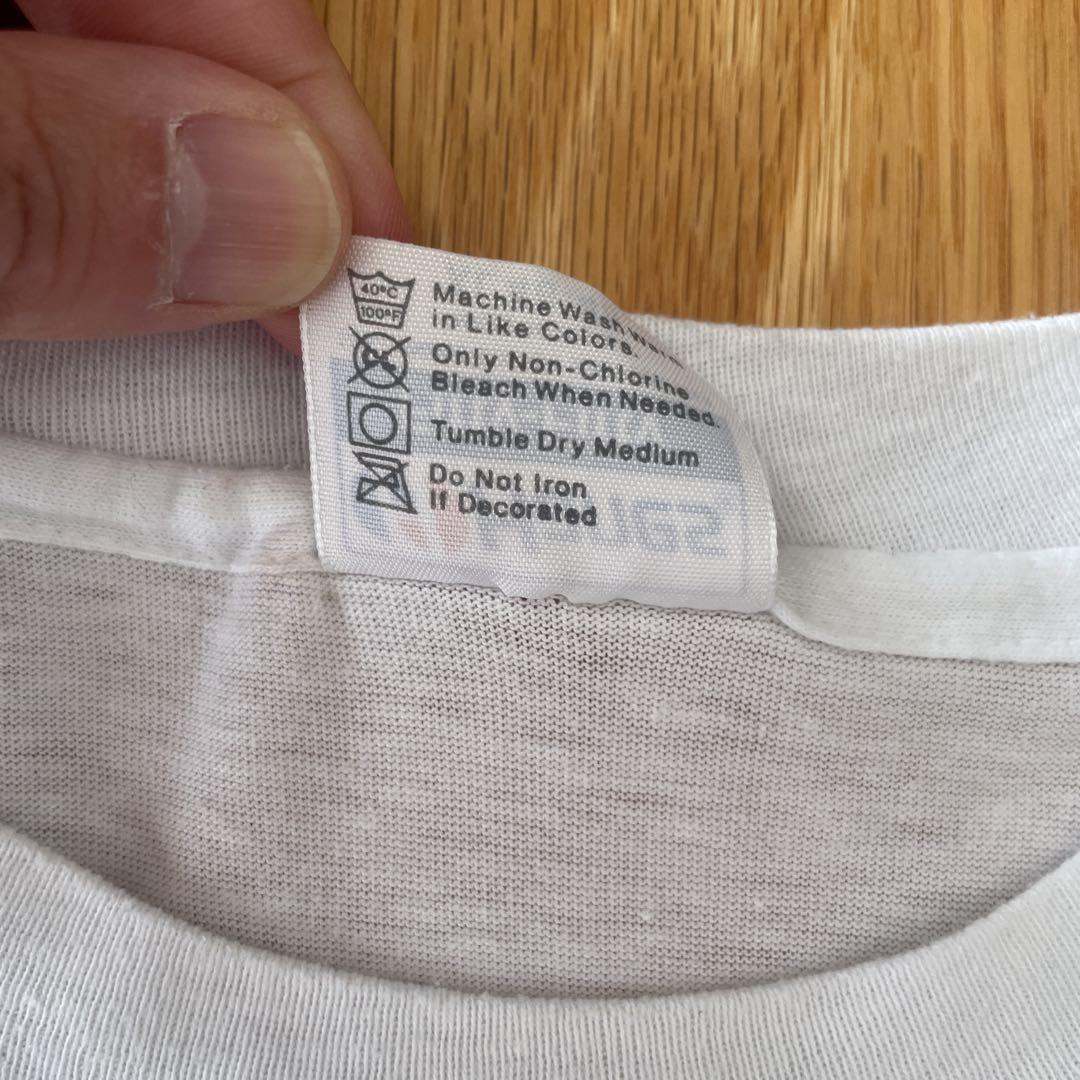 40°C
100°F
Machine Wash Warm
in Like Colors.
Only Non-Chlorine
Bleach When Needed.
Tumble Dry Medium
Do Not Iron
If Decorated